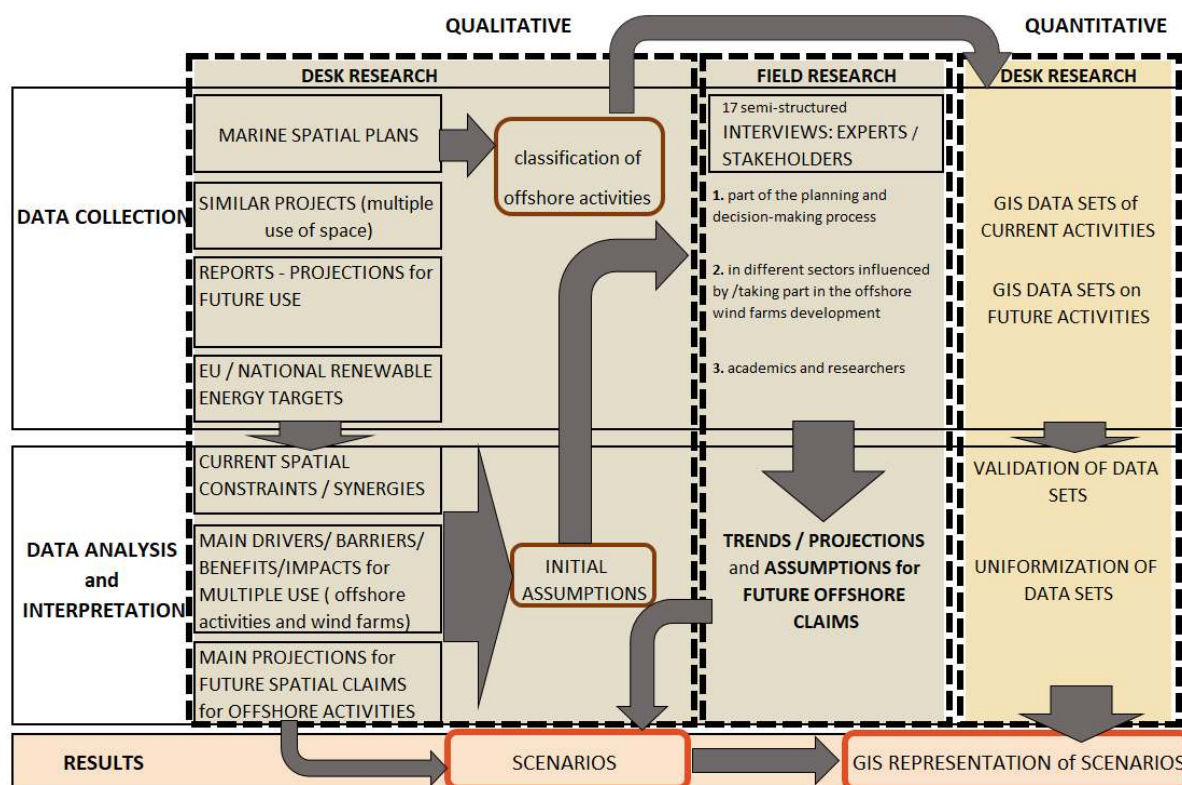 QUALITATIVE
QUANTITATIVE
DESK RESEARCH
FIELD RESEARCH
DESK RESEARCH
DATA COLLECTION
MARINE SPATIAL PLANS
SIMILAR PROJECTS (multiple
use of space)
REPORTS - PROJECTIONS for
FUTURE USE
EU / NATIONAL RENEWABLE
ENERGY TARGETS
classification of
offshore activities
17 semi-structured
INTERVIEWS: EXPERTS /
STAKEHOLDERS
1. part of the planning and
decision-making process
2. in different sectors influenced
by /taking part in the offshore
wind farms development
3. academics and researchers
GIS DATA SETS of
CURRENT ACTIVITIES
GIS DATA SETS on
FUTURE ACTIVITIES
DATA ANALYSIS
and
INTERPRETATION
CURRENT SPATIAL
CONSTRAINTS / SYNERGIES
MAIN DRIVERS/ BARRIERS/
BENEFITS/IMPACTS for
MULTIPLE USE ( offshore
activities and wind farms)
MAIN PROJECTIONS for
FUTURE SPATIAL CLAIMS
for OFFSHORE ACTIVITIES
INITIAL
ASSUMPTIONS
TRENDS / PROJECTIONS
and ASSUMPTIONS for
FUTURE OFFSHORE
CLAIMS
VALIDATION OF DATA
SETS
UNIFORMIZATION OF
DATA SETS
RESULTS
SCENARIOS
GIS REPRESENTATION of SCENARIOS